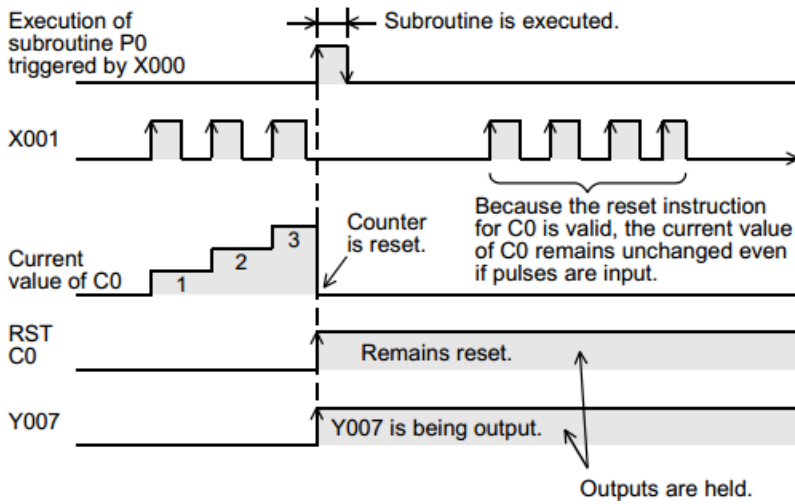 Execution of
subroutine P0
triggered by X000
Subroutine is executed.
X001
Because the reset instruction
for C0 is valid, the current value
of C0 remains unchanged even
if pulses are input.
Counter
is reset.
Current
value of C0
1
2
3
RST
C0
Remains reset.
Y007
Y007 is being output.
Outputs are held.